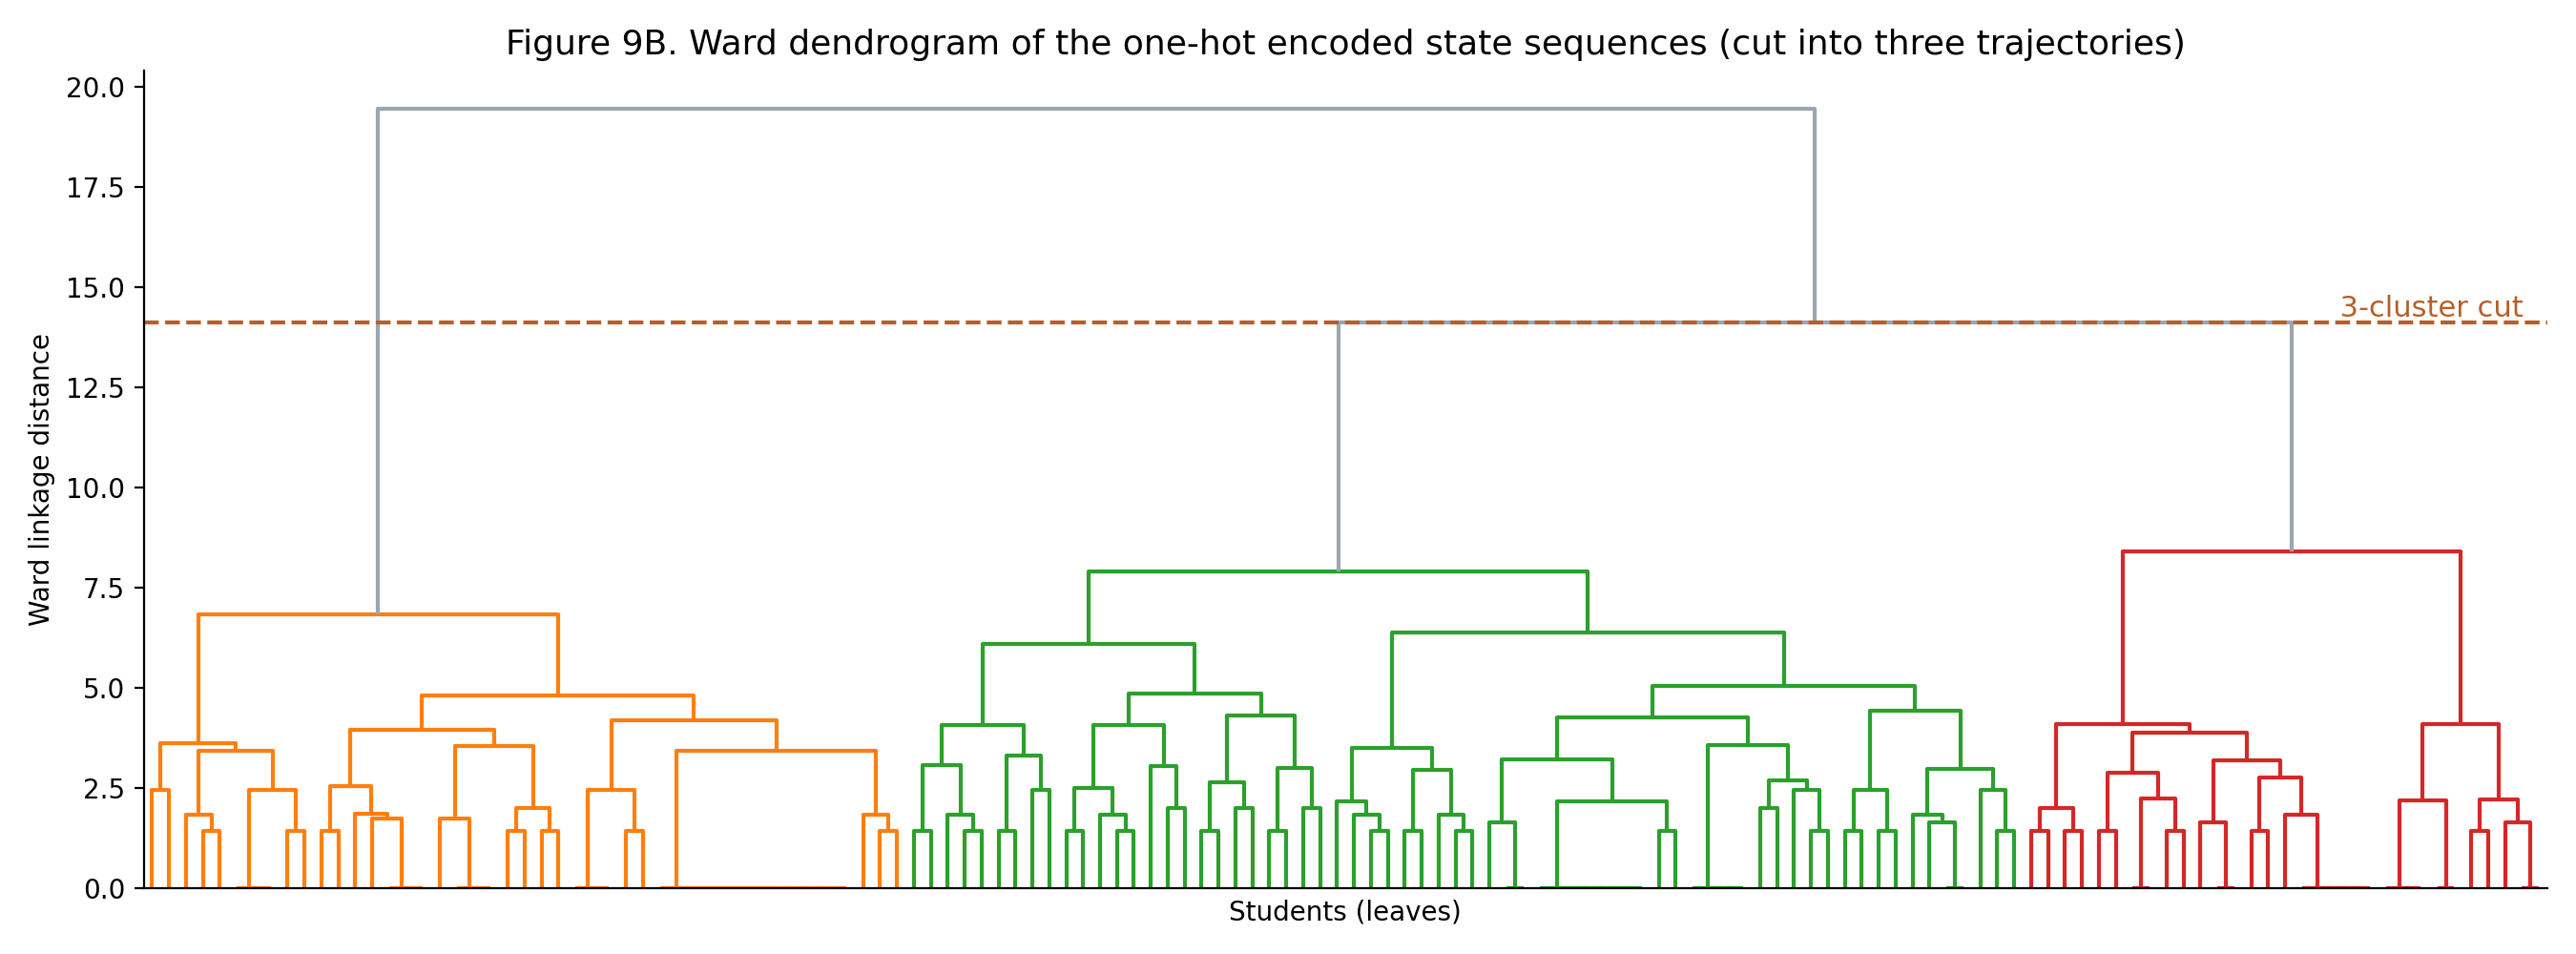 Figure 9B. Ward dendrogram of the one-hot encoded state sequences (cut into three trajectories)
20.0
17.5
15.0
12.5
10.0
7.5
5.0
2.5
0.0
Ward linkage distance
3-cluster cut
Students (leaves)